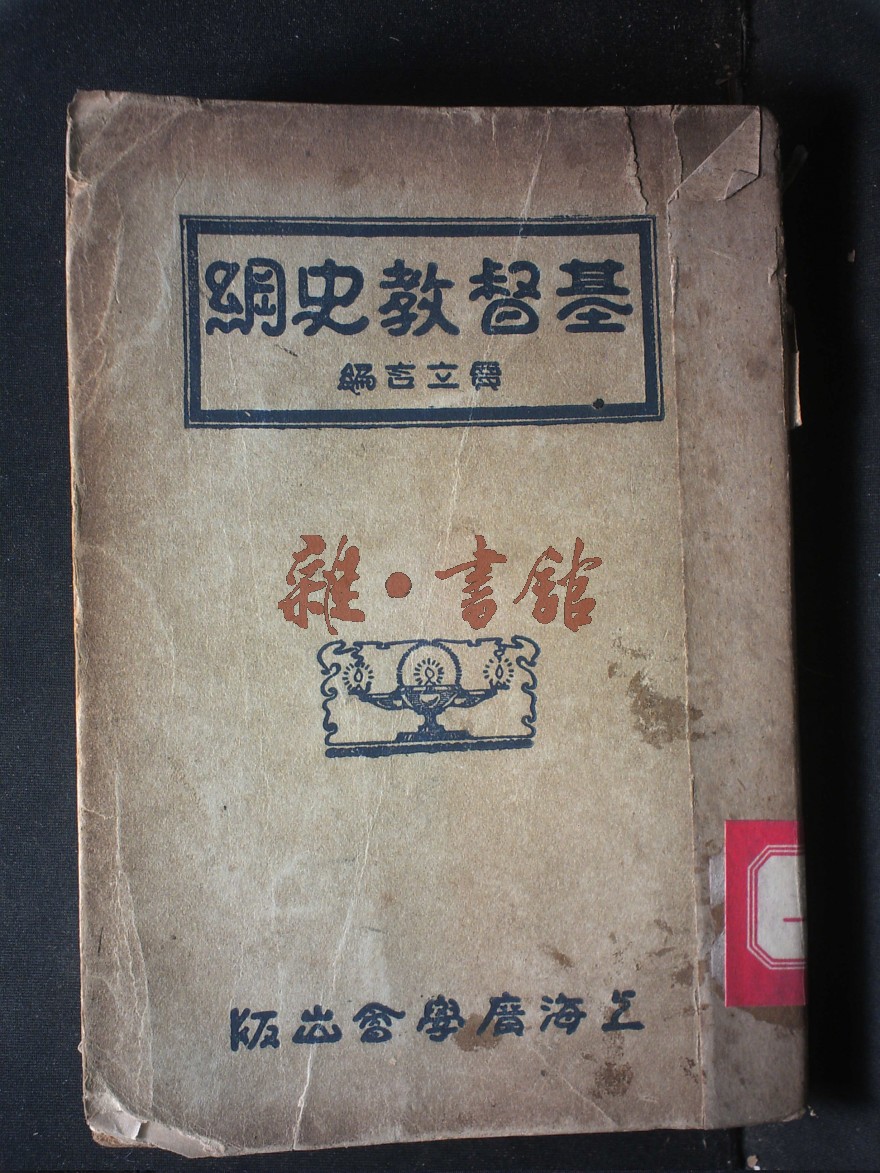 基督教史綱
賈立言編
雜·書館
上海廣學會出版